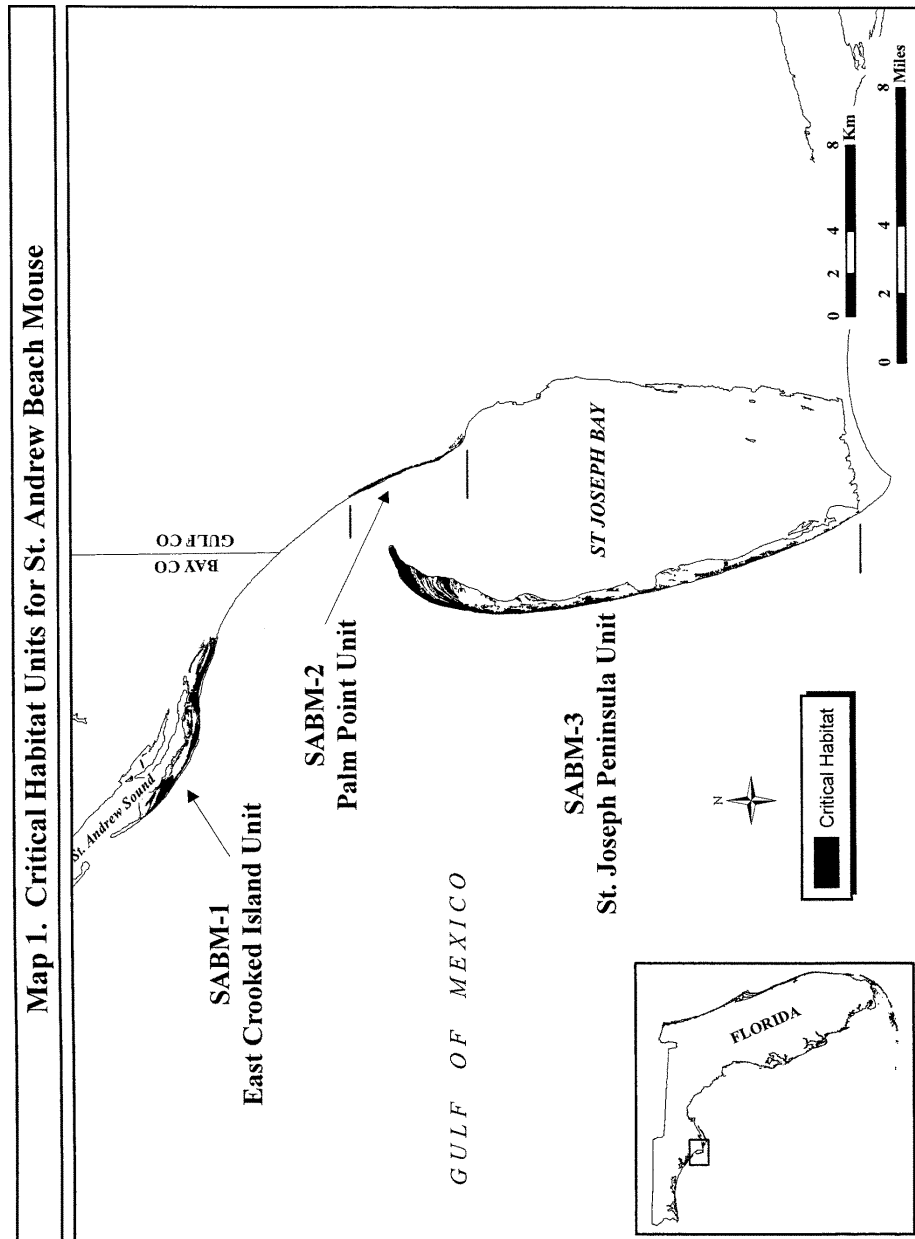 Map 1. Critical Habitat Units for St. Andrew Beach Mouse
BAY CO
GULF CO
St. Andrew Sound
SABM-1
East Crooked Island Unit
SABM-2
Palm Point Unit
GULF OF MEXICO
ST JOSEPH BAY
SABM-3
St. Joseph Peninsula Unit
N
Critical Habitat
FLORIDA
0 2 4 8
Km
0 2 4 8
Miles